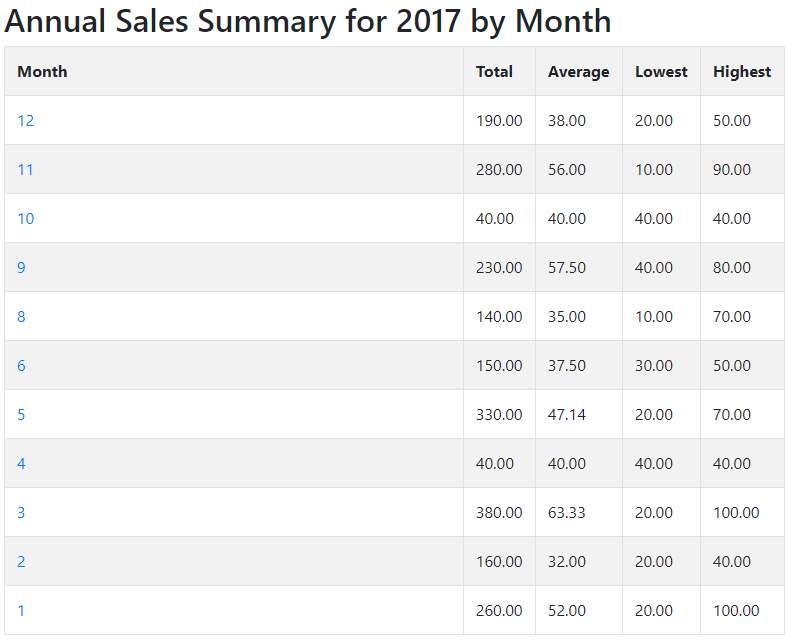 Annual Sales Summary for 2017 by Month
Month Total Average Lowest Highest
12 190.00 38.00 20.00 50.00
11 280.00 56.00 10.00 90.00
10 40.00 40.00 40.00 40.00
9 230.00 57.50 40.00 80.00
8 140.00 35.00 10.00 70.00
6 150.00 37.50 30.00 50.00
5 330.00 47.14 20.00 70.00
4 40.00 40.00 40.00 40.00
3 380.00 63.33 20.00 100.00
2 160.00 32.00 20.00 40.00
1 260.00 52.00 20.00 100.00